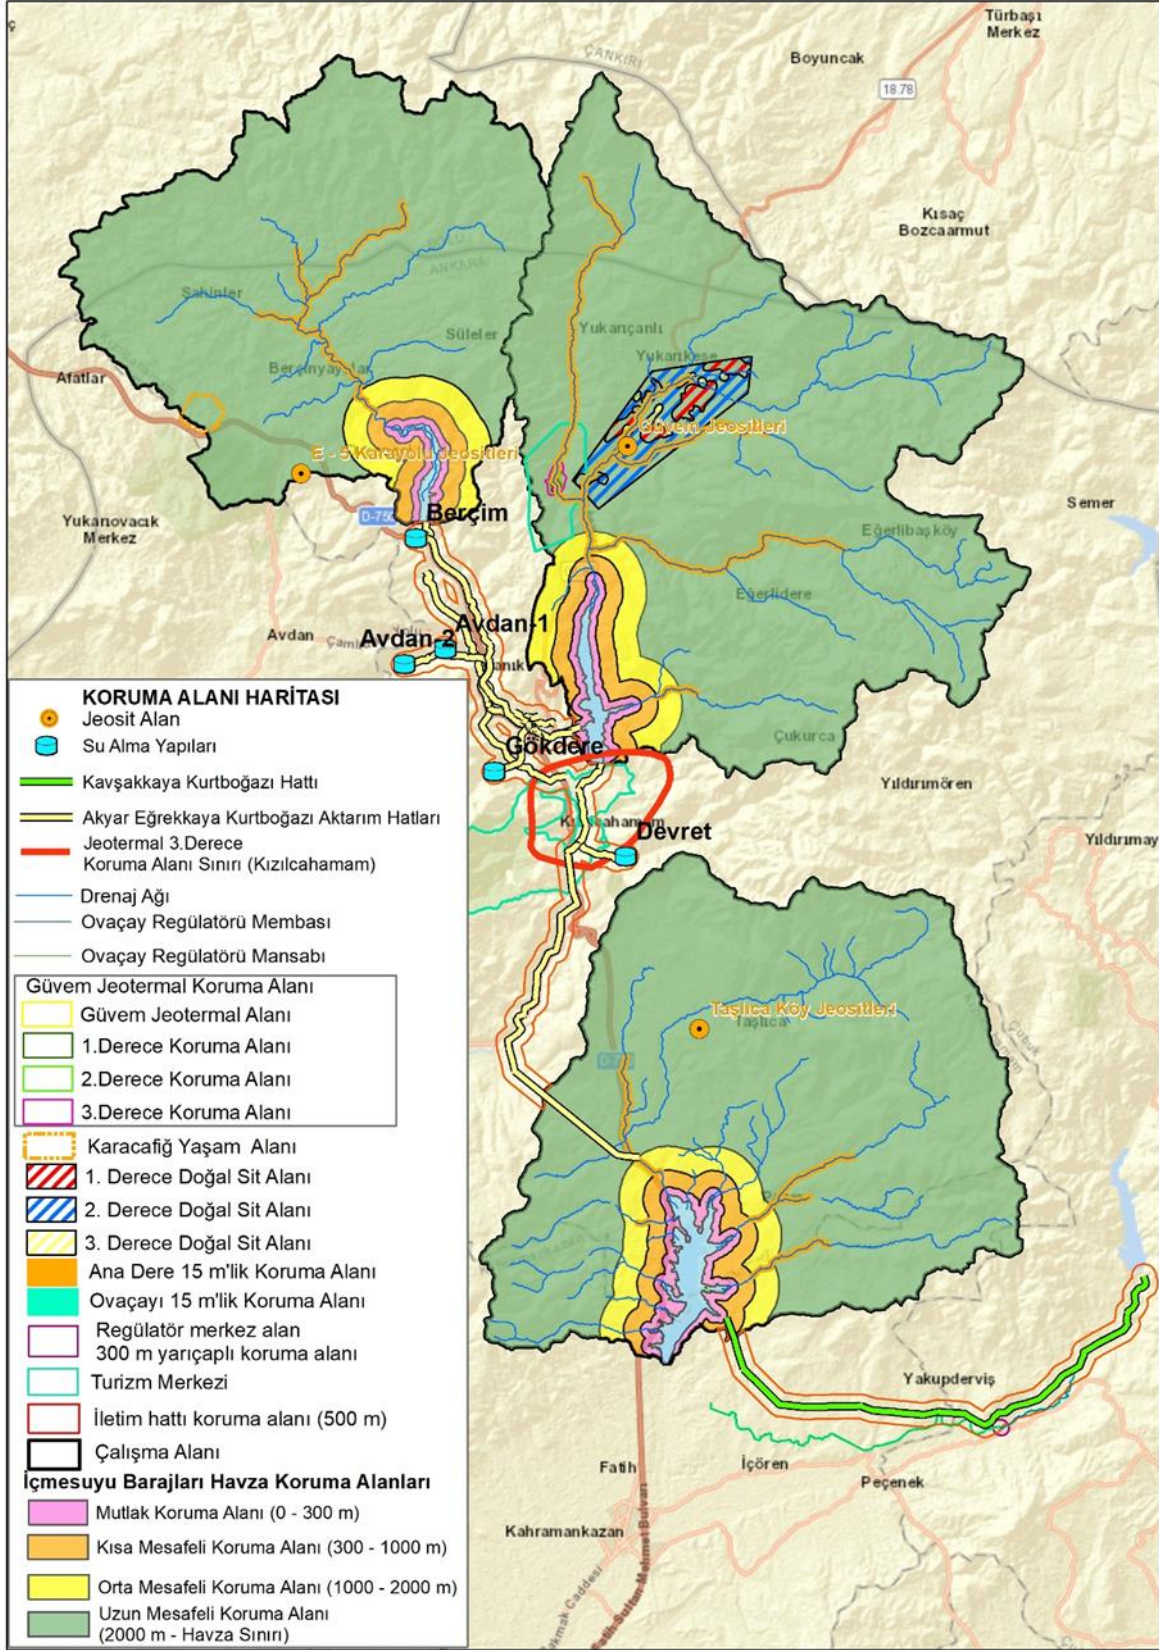 Türbaşı
Merkez
Boyuncak
ÇANKIRI
18.78
Kısaç
Bozcaarmut
ANKARA
Şahinler
Süleler
Yukarıçanlı
Yukarıkese
Afatlar
Güvem Jeositleri
E - 5 Karayolu Jeositleri
Berçim
D-750
Yukarıovacık
Merkez
Semer
Eğerlibaşköy
Eğerlidere
Avdan
Avdan-2
Avdan-1
Çukurca
Gökdere
Yıldırımören
Devret
Taşlıca Köy Jeositleri
Taşlıca
Yakupderviş
İçören
Peçenek
Fatih
Kahramankazan
Fatih Sultan Mehmet Bulvarı
KORUMA ALANI HARİTASI
Jeosit Alan
Su Alma Yapıları
Kavşakkaya Kurtboğazı Hattı
Akyar Eğrekkaya Kurtboğazı Aktarım Hatları
Jeotermal 3.Derece
Koruma Alanı Sınırı (Kızılcahamam)
Drenaj Ağı
Ovaçay Regülatörü Membası
Ovaçay Regülatörü Mansabı
Güvem Jeotermal Koruma Alanı
Güvem Jeotermal Alanı
1.Derece Koruma Alanı
2.Derece Koruma Alanı
3.Derece Koruma Alanı
Karacafiğ Yaşam Alanı
1. Derece Doğal Sit Alanı
2. Derece Doğal Sit Alanı
3. Derece Doğal Sit Alanı
Ana Dere 15 m'lik Koruma Alanı
Ovaçayı 15 m'lik Koruma Alanı
Regülatör merkez alan
300 m yarıçaplı koruma alanı
Turizm Merkezi
İletim hattı koruma alanı (500 m)
Çalışma Alanı
İçmesuyu Barajları Havza Koruma Alanları
Mutlak Koruma Alanı (0 - 300 m)
Kısa Mesafeli Koruma Alanı (300 - 1000 m)
Orta Mesafeli Koruma Alanı (1000 - 2000 m)
Uzun Mesafeli Koruma Alanı
(2000 m - Havza Sınırı)